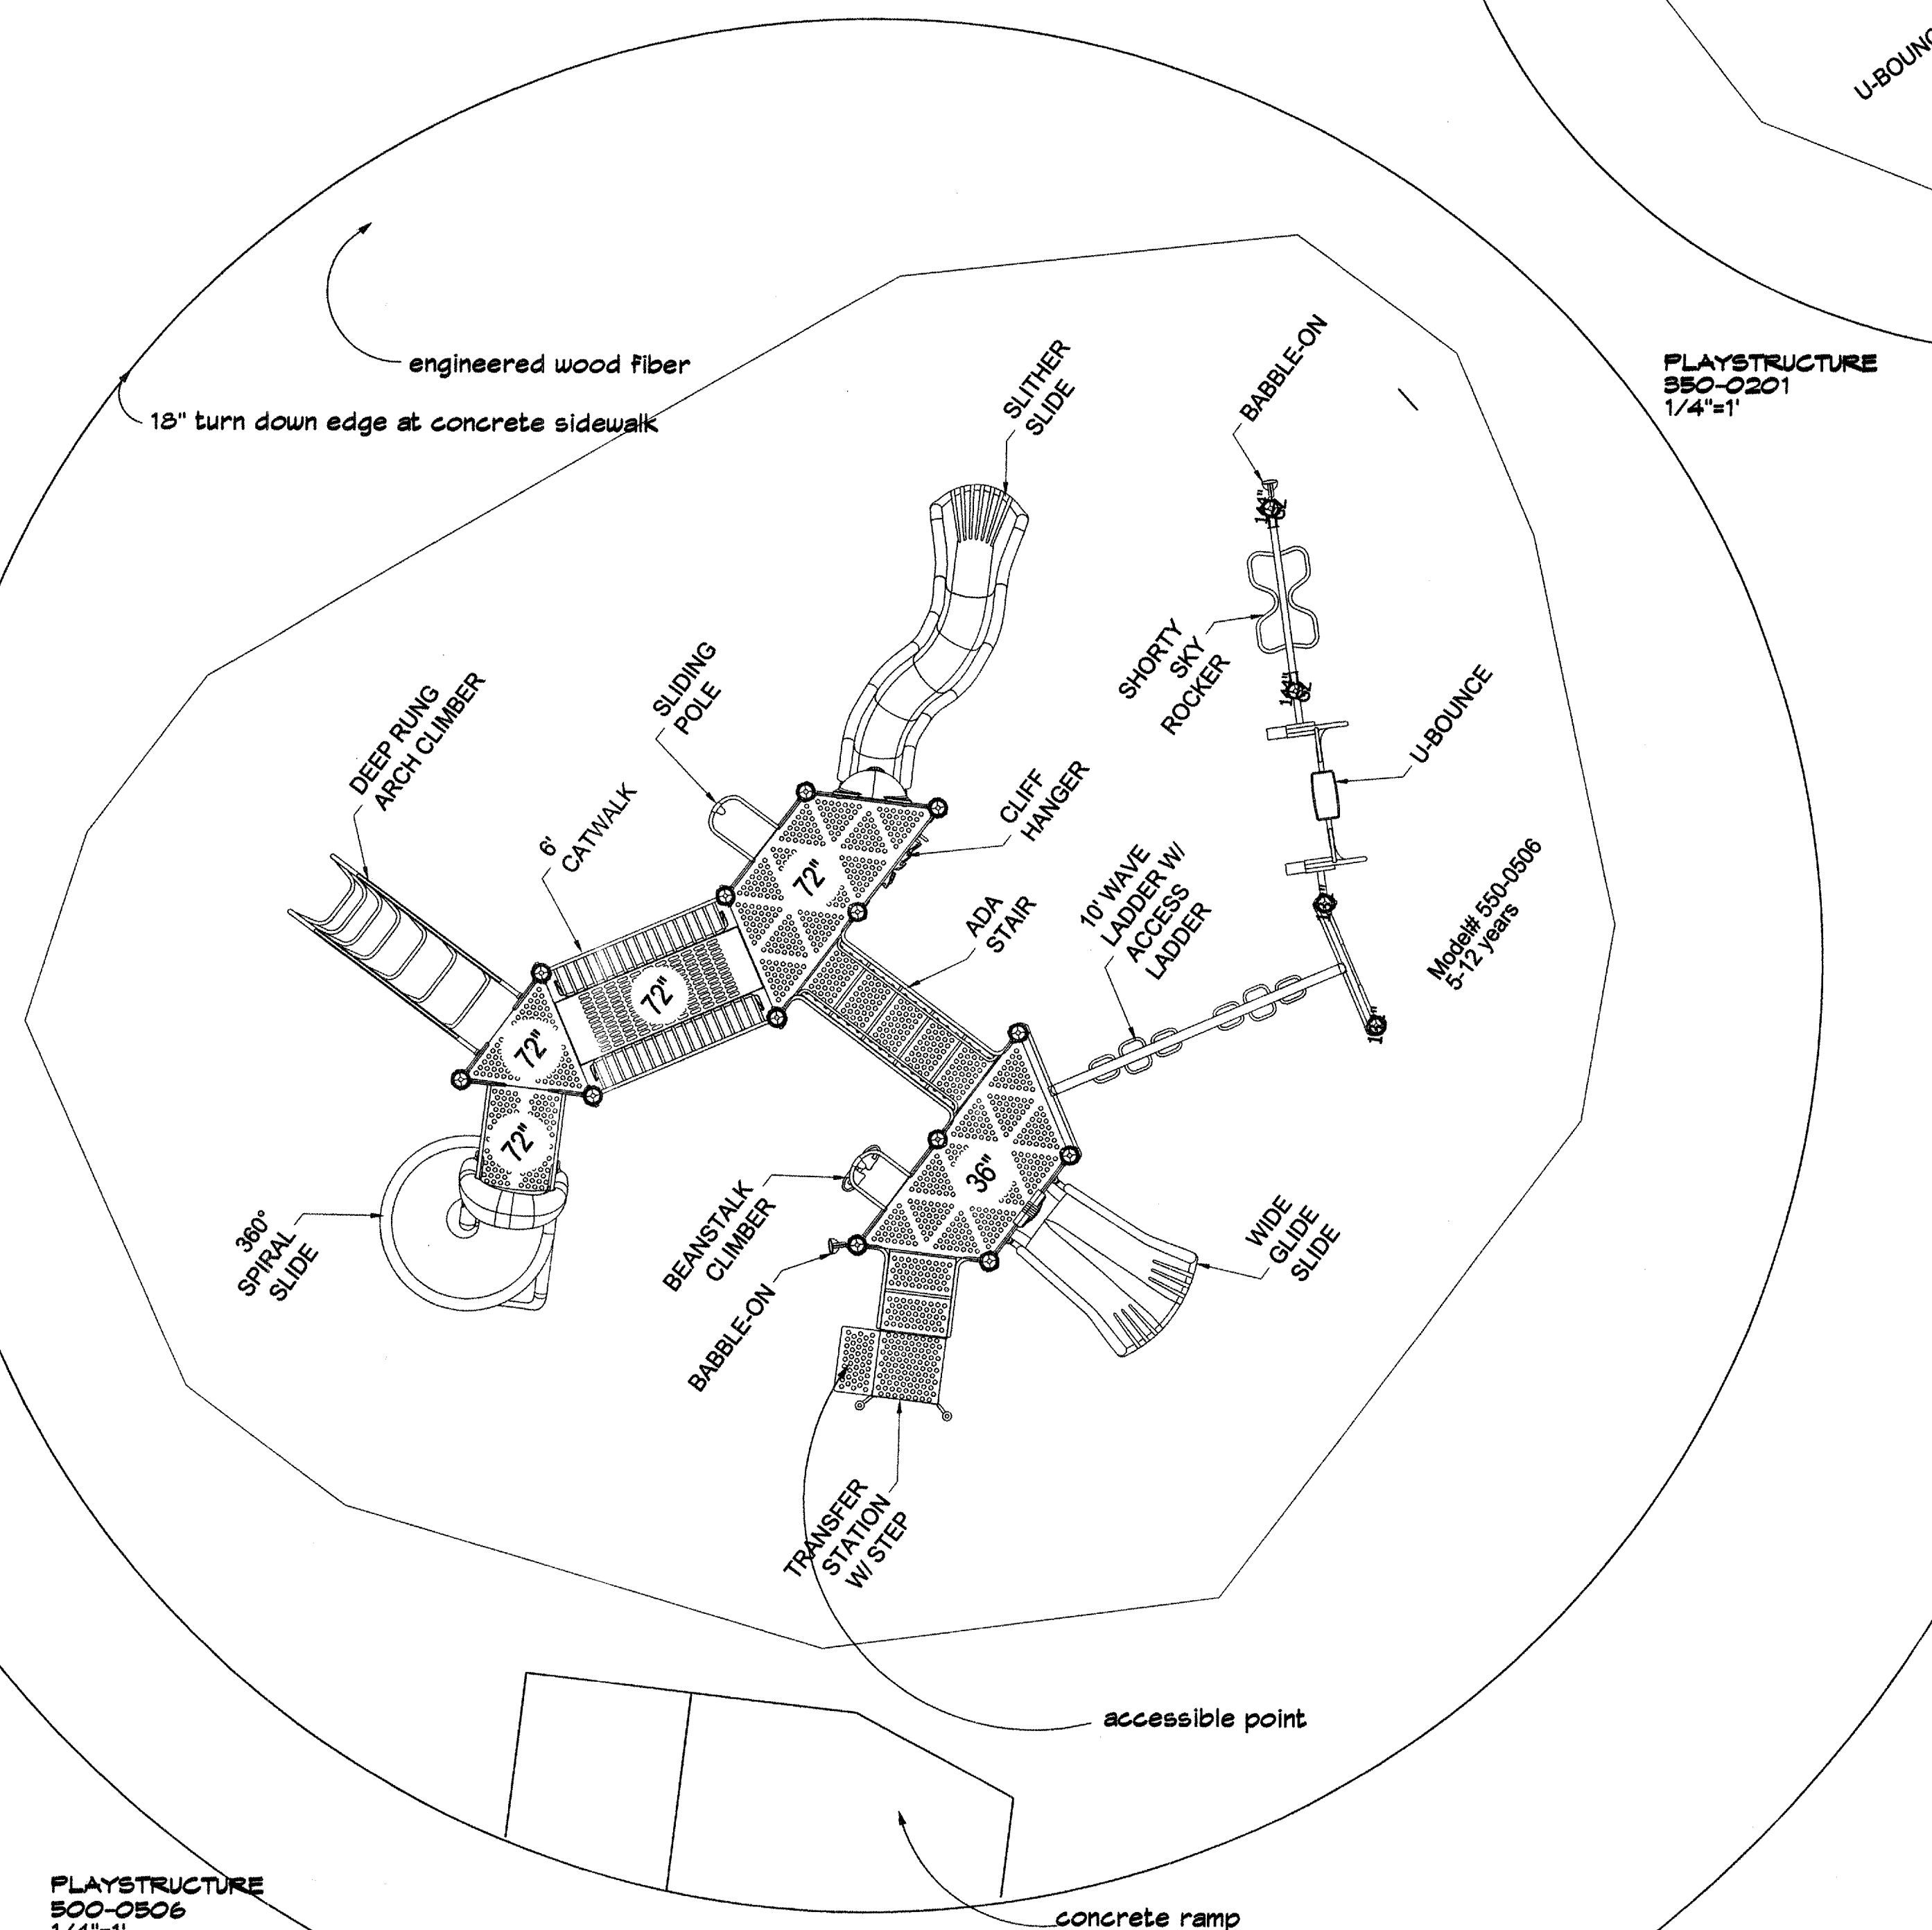 U-BOUNC
PLAYSTRUCTURE
350-0201
1/4"=1'
engineered wood fiber
18" turn down edge at concrete sidewalk
SLITHER
SLIDE
BABBLE-ON
SHORTY
SKY
ROCKER
U-BOUNCE
DEEP RUNG
ARCH CLIMBER
SLIDING
POLE
6'
CATWALK
CLIFF
HANGER
ADA
STAIR
10' WAVE
LADDER W/
ACCESS
LADDER
Model# 550-0506
5-12 years
72"
72"
72"
72"
36"
360°
SPIRAL
SLIDE
BEANSTALK
CLIMBER
BABBLE-ON
WIDE
GLIDE
SLIDE
TRANSFER
STATION
W/ STEP
accessible point
concrete ramp
PLAYSTRUCTURE
500-0506
1/4"=1'